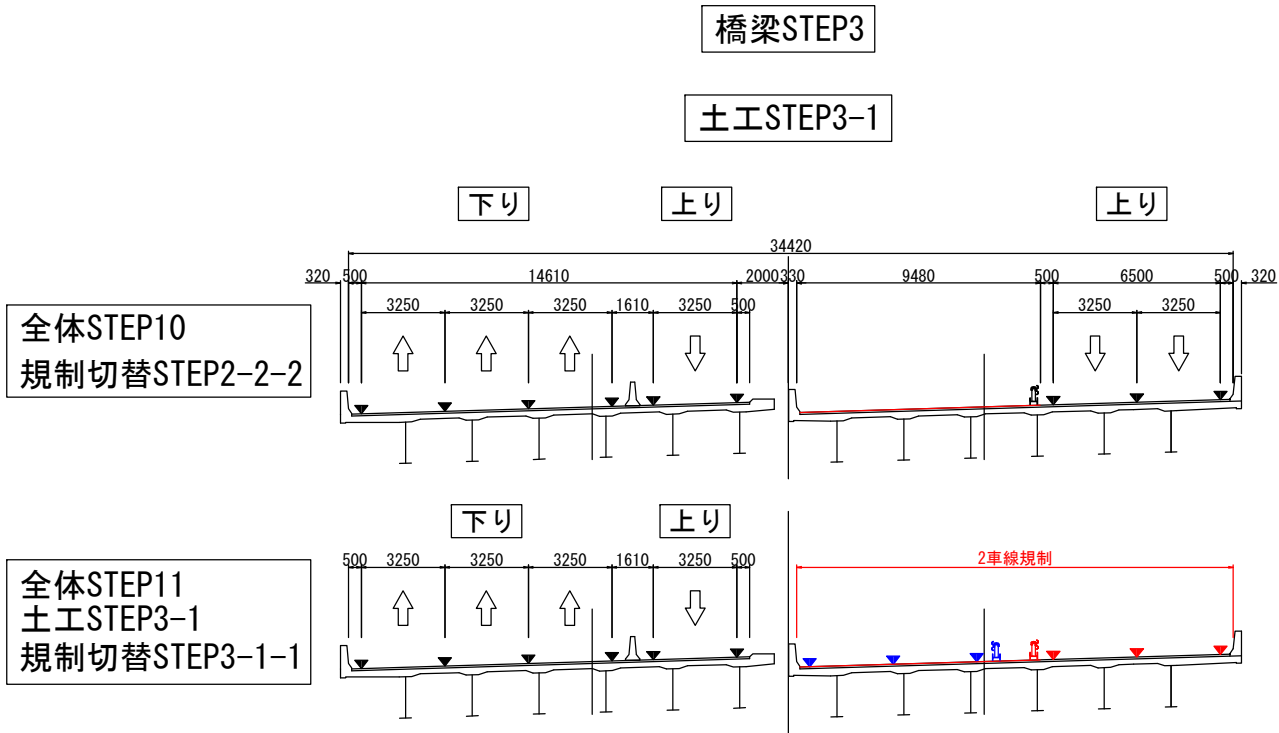 橋梁STEP3
土工STEP3-1
下り 上り 上り
34420
320 500 14610 2000 330 9480 500 6500 500 320
3250 3250 3250 1610 3250 500 3250 3250
全体STEP10
規制切替STEP2-2-2
下り 上り
500 3250 3250 3250 1610 3250 500 2車線規制
全体STEP11
土工STEP3-1
規制切替STEP3-1-1